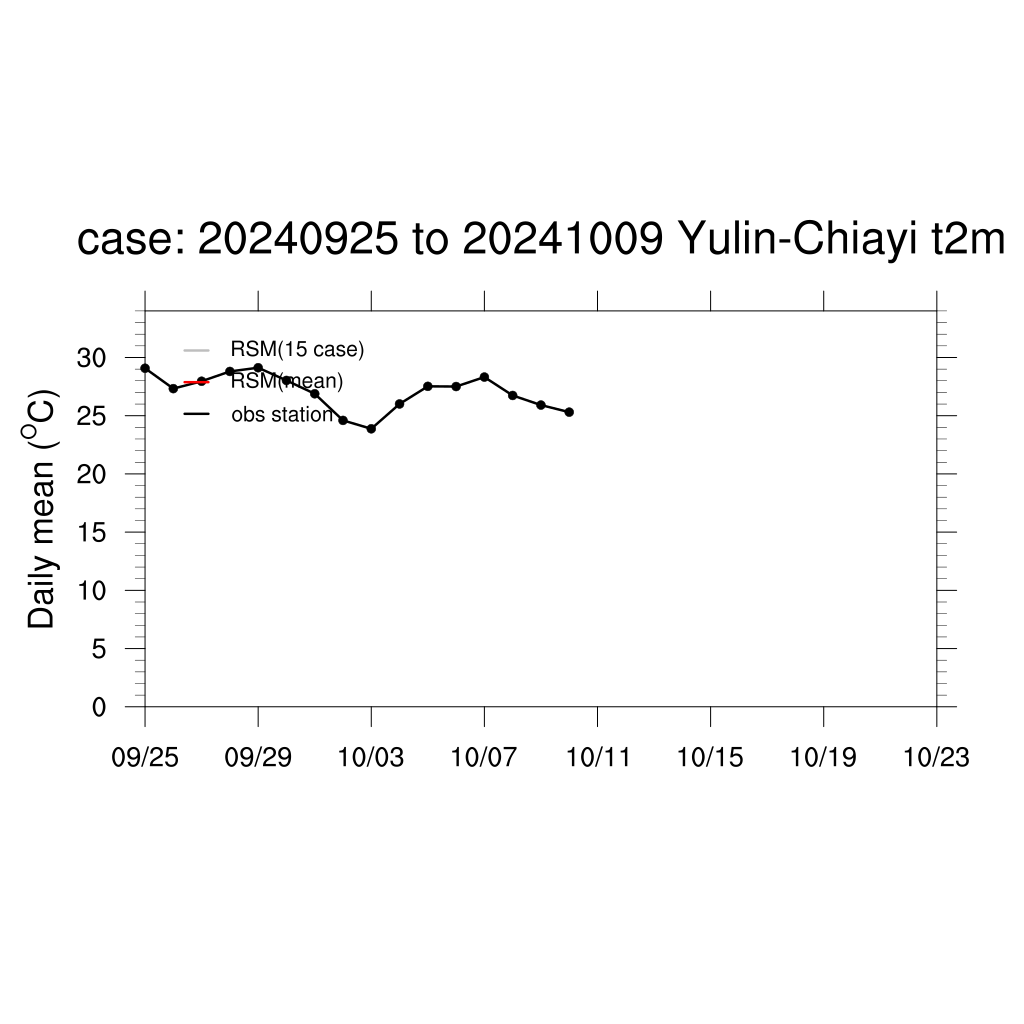 case: 20240925 to 20241009 Yulin-Chiayi t2m
Daily mean (OC)
30
25
20
15
10
5
0
RSM(15 case)
RSM(mean)
obs station
09/25 09/29 10/03 10/07 10/11 10/15 10/19 10/23